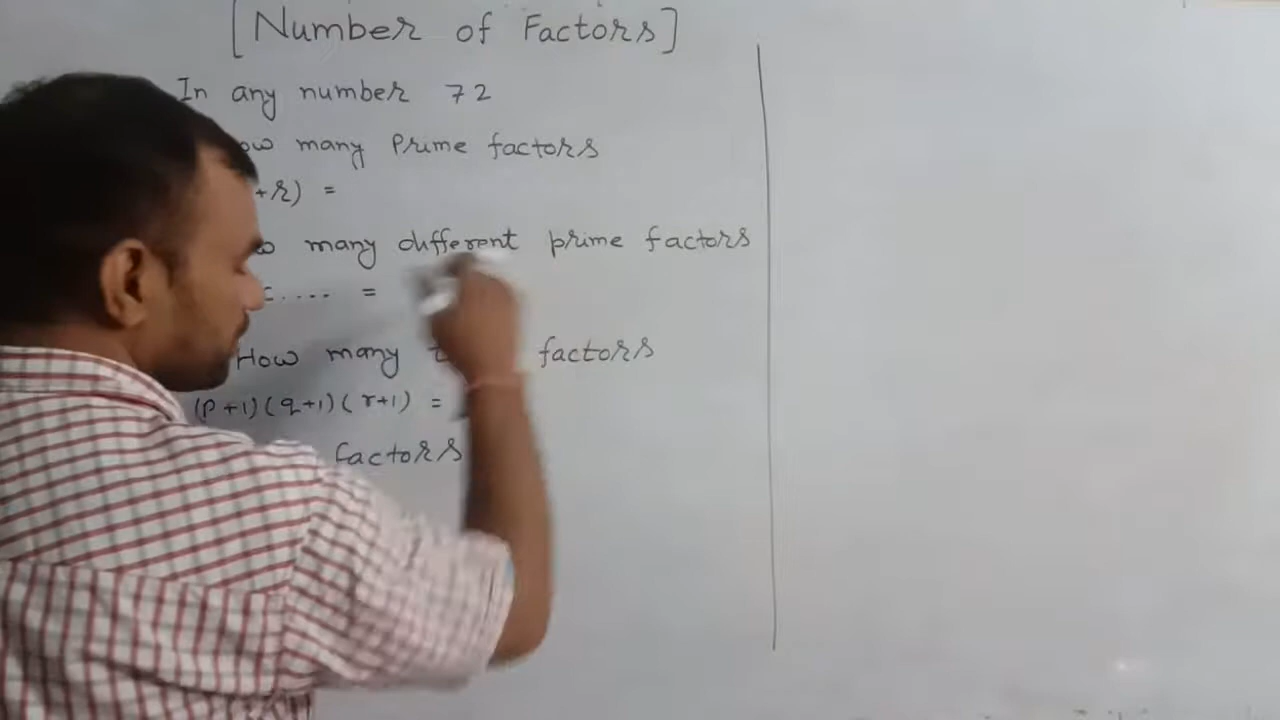 [Number of Factors]
In any number 72
many Prime factors
+r) =
many different prime factors
c.... =
How many factors
(p+1)(q+1)(r+1) =
factors